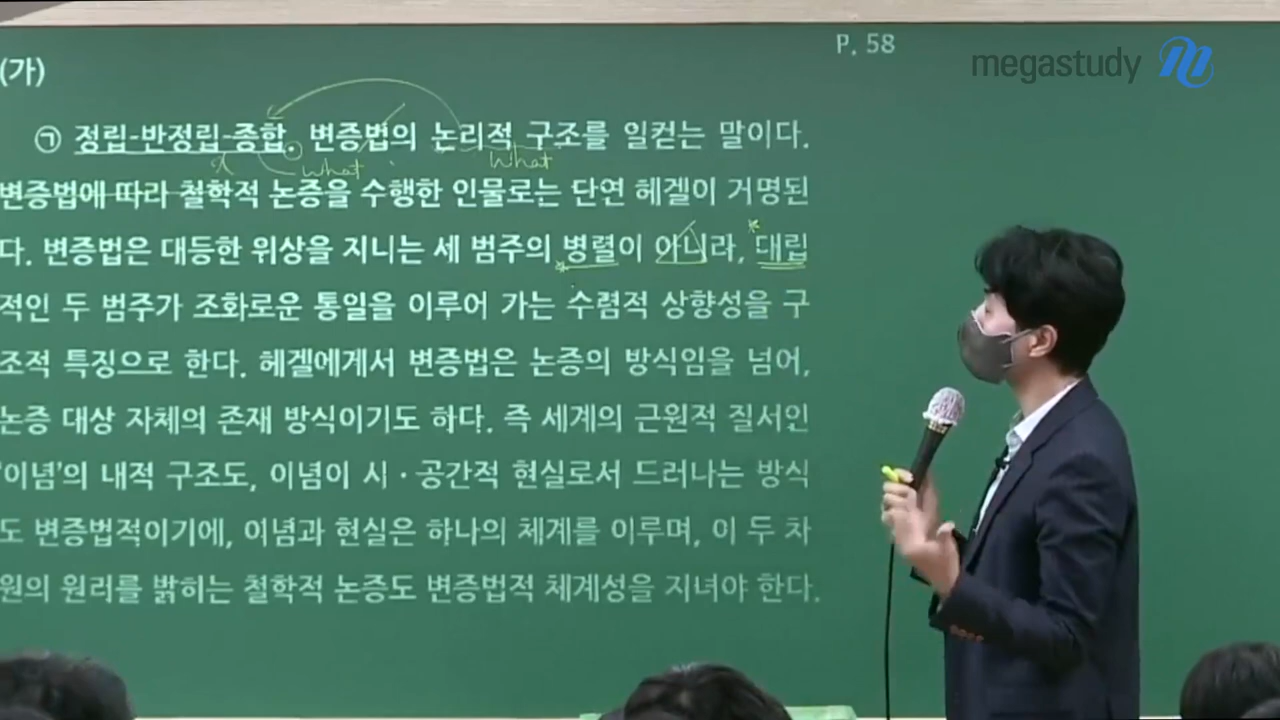 P. 58
megastudy
(가)
㉠ 정립-반정립-종합. 변증법의 논리적 구조를 일컫는 말이다.
what
What
변증법에 따라 철학적 논증을 수행한 인물로는 단연 헤겔이 거명된
다. 변증법은 대등한 위상을 지니는 세 범주의 병렬이 아니라, 대립
적인 두 범주가 조화로운 통일을 이루어 가는 수렴적 상향성을 구
조적 특징으로 한다. 헤겔에게서 변증법은 논증의 방식임을 넘어,
논증 대상 자체의 존재 방식이기도 하다. 즉 세계의 근원적 질서인
'이념'의 내적 구조도, 이념이 시·공간적 현실로서 드러나는 방식
도 변증법적이기에, 이념과 현실은 하나의 체계를 이루며, 이 두 차
원의 원리를 밝히는 철학적 논증도 변증법적 체계성을 지녀야 한다.